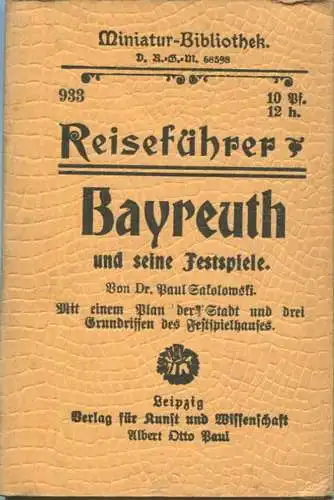 Miniatur-Bibliothek.
D. R.-G.-M. 68598
933
10 Pf.
12 h.
Reiseführer
Bayreuth
und seine Festspiele.
Von Dr. Paul Sakolowski.
Mit einem Plan der Stadt und drei
Grundrissen des Festspielhauses.
Leipzig
Verlag für Kunst und Wissenschaft
Albert Otto Paul